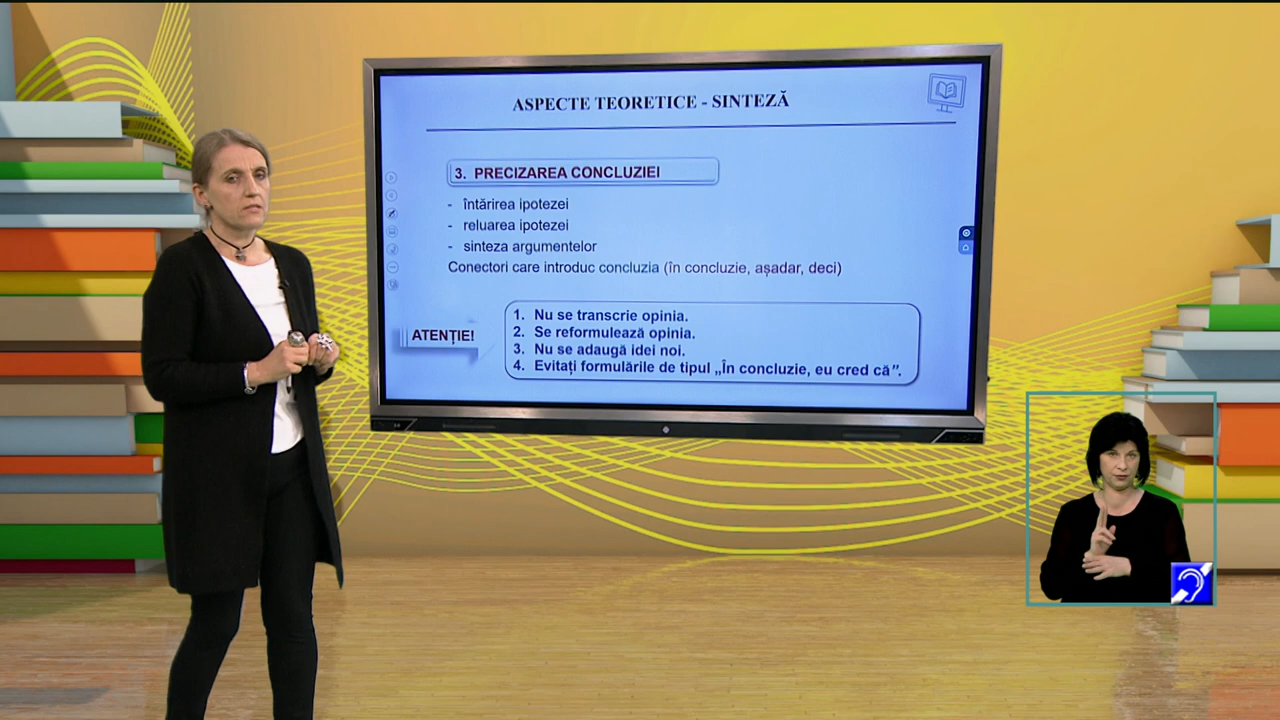 ASPECTE TEORETICE - SINTEZĂ
3. PRECIZAREA CONCLUZIEI
- întărirea ipotezei
- reluarea ipotezei
- sinteza argumentelor
Conectori care introduc concluzia (în concluzie, așadar, deci)
ATENȚIE!
1. Nu se transcrie opinia.
2. Se reformulează opinia.
3. Nu se adaugă idei noi.
4. Evitați formulările de tipul „În concluzie, eu cred că”.